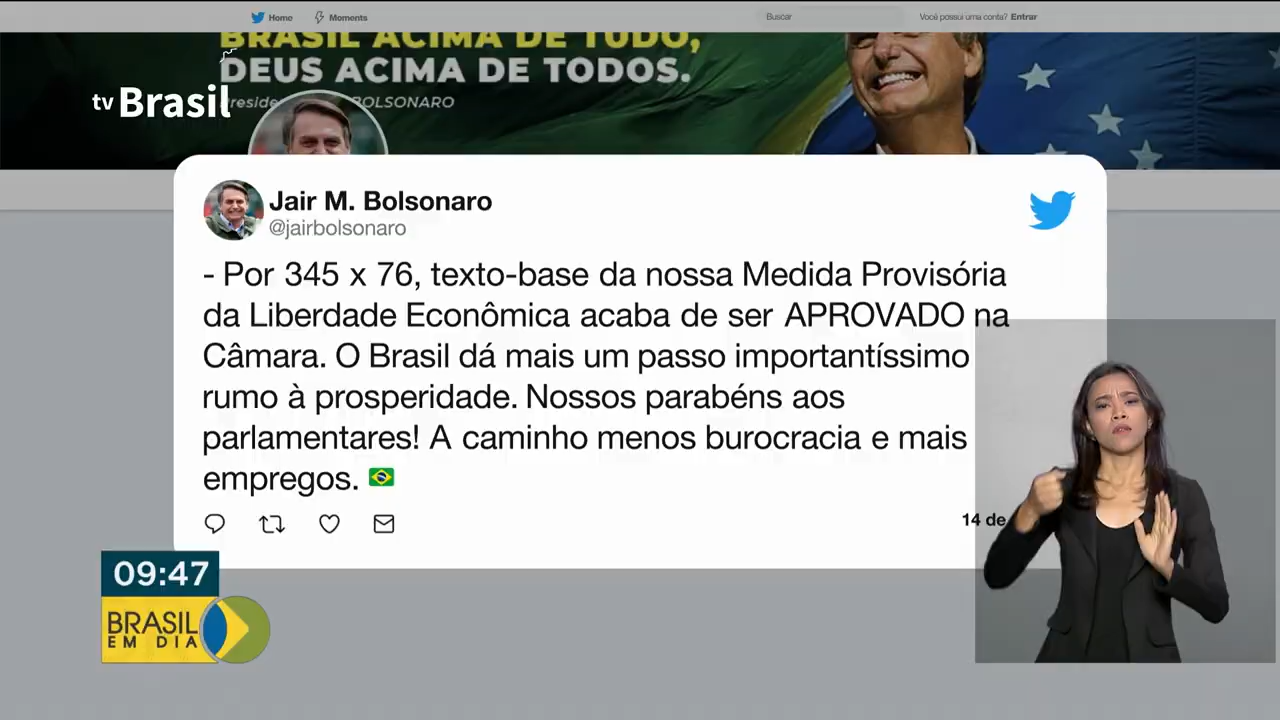 Home Moments Buscar Você possui uma conta? Entrar
BRASIL ACIMA DE TUDO,
DEUS ACIMA DE TODOS.
BOLSONARO
tv Brasil
Jair M. Bolsonaro
@jairbolsonaro
- Por 345 x 76, texto-base da nossa Medida Provisória
da Liberdade Econômica acaba de ser APROVADO na
Câmara. O Brasil dá mais um passo importantíssimo
rumo à prosperidade. Nossos parabéns aos
parlamentares! A caminho menos burocracia e mais
empregos. 🇧🇷
14 de
09:47
BRASIL
EM DIA